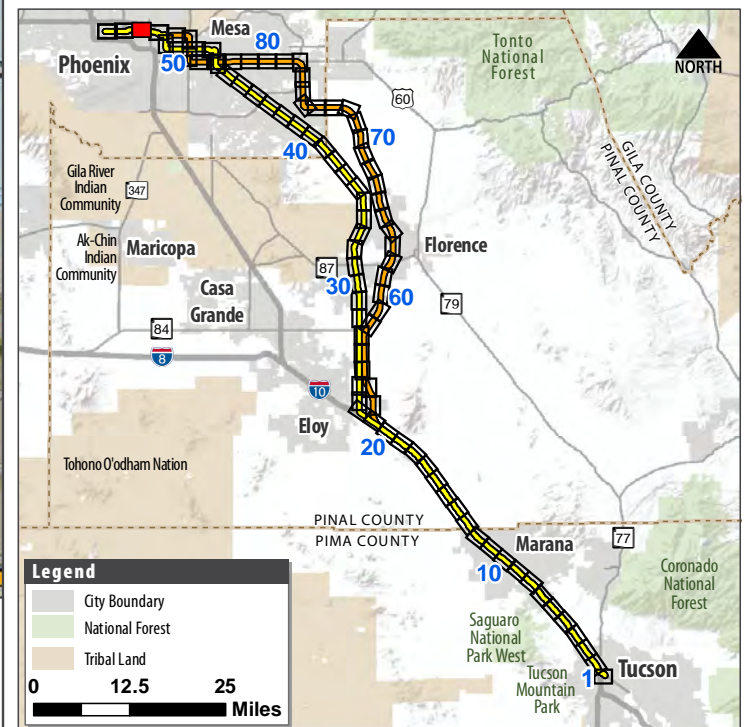 Mesa
80
Phoenix
50
Tonto
National
Forest
NORTH
60
70
40
GILA COUNTY
PINAL COUNTY
Gila River
Indian
Community
347
Ak-Chin
Indian
Community
Maricopa
Florence
87
Casa
Grande
30
60
79
84
8
10
Eloy
20
Tohono O'odham Nation
PINAL COUNTY
PIMA COUNTY
Marana
77
10
Coronado
National
Forest
Saguaro
National
Park West
Tucson
Mountain
Park
1
Tucson
Legend
City Boundary
National Forest
Tribal Land
0 12.5 25
Miles